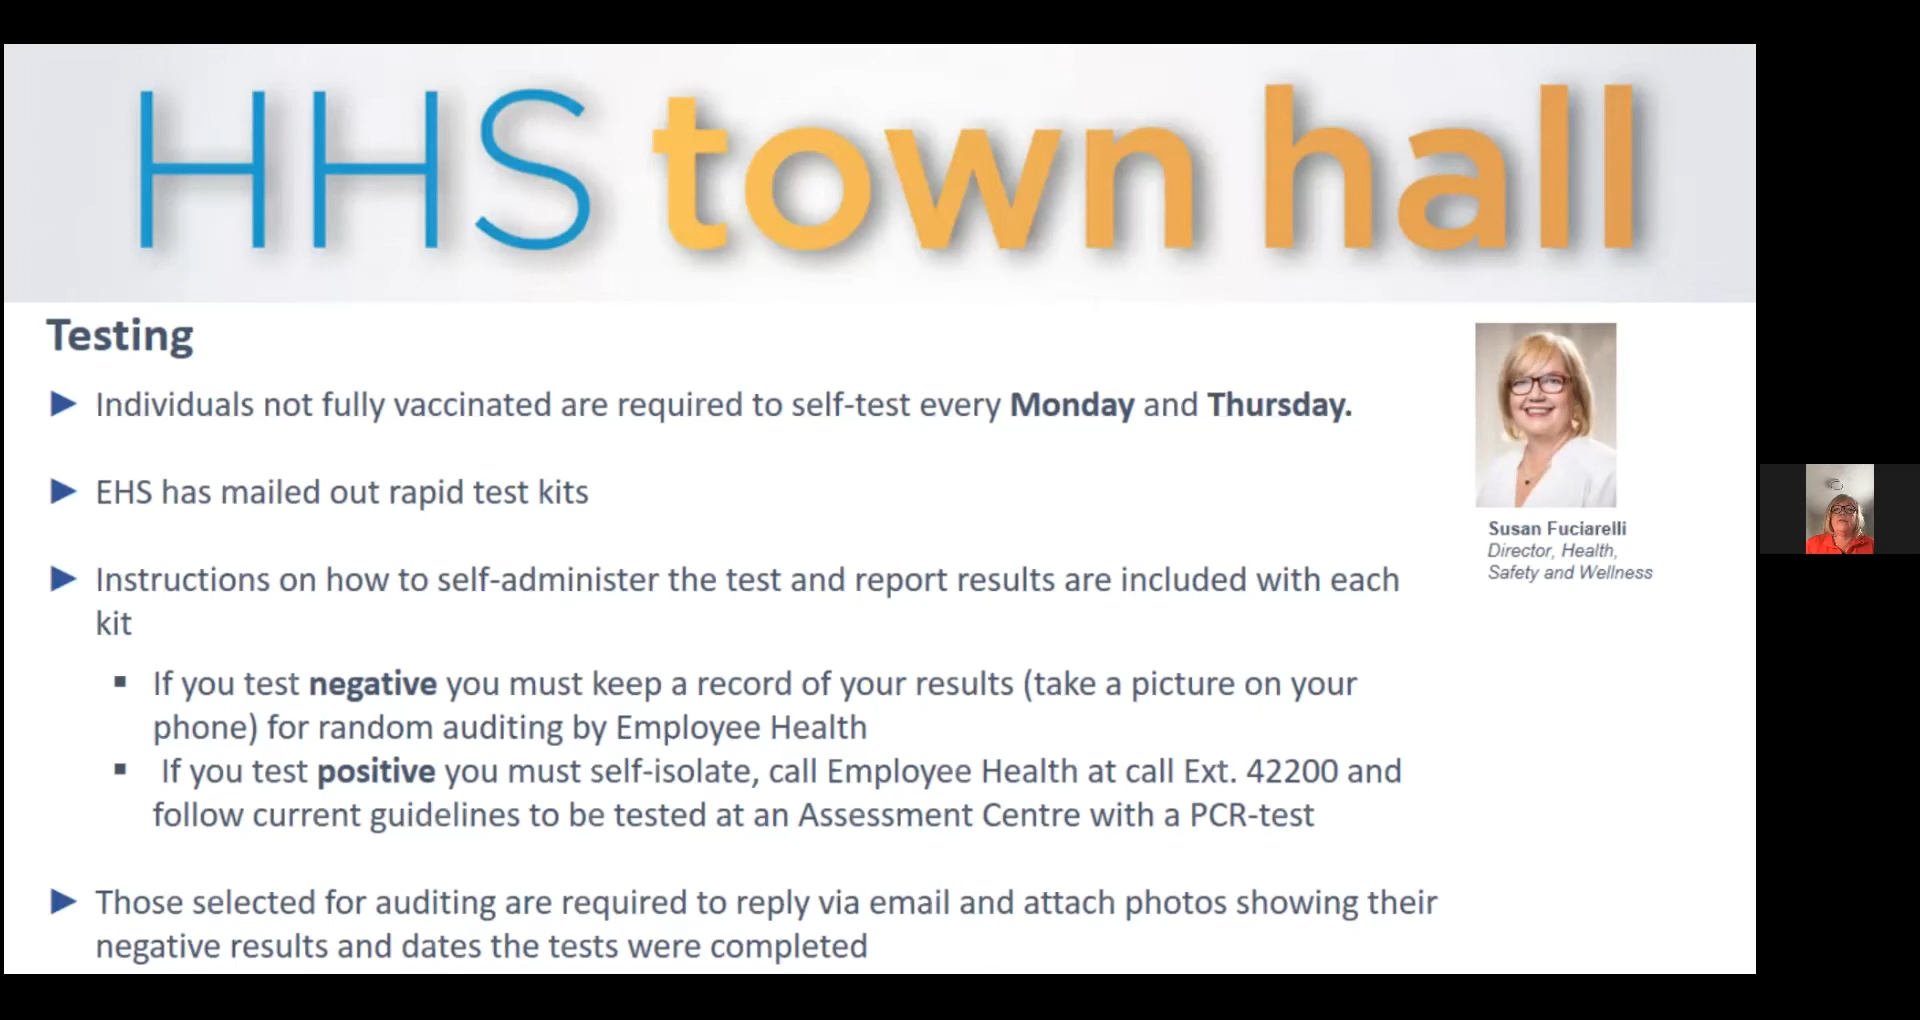 HHS town hall
Testing
► Individuals not fully vaccinated are required to self-test every Monday and Thursday.
► EHS has mailed out rapid test kits
► Instructions on how to self-administer the test and report results are included with each
kit
▪ If you test negative you must keep a record of your results (take a picture on your
phone) for random auditing by Employee Health
▪ If you test positive you must self-isolate, call Employee Health at call Ext. 42200 and
follow current guidelines to be tested at an Assessment Centre with a PCR-test
► Those selected for auditing are required to reply via email and attach photos showing their
negative results and dates the tests were completed
Susan Fuciarelli
Director, Health,
Safety and Wellness